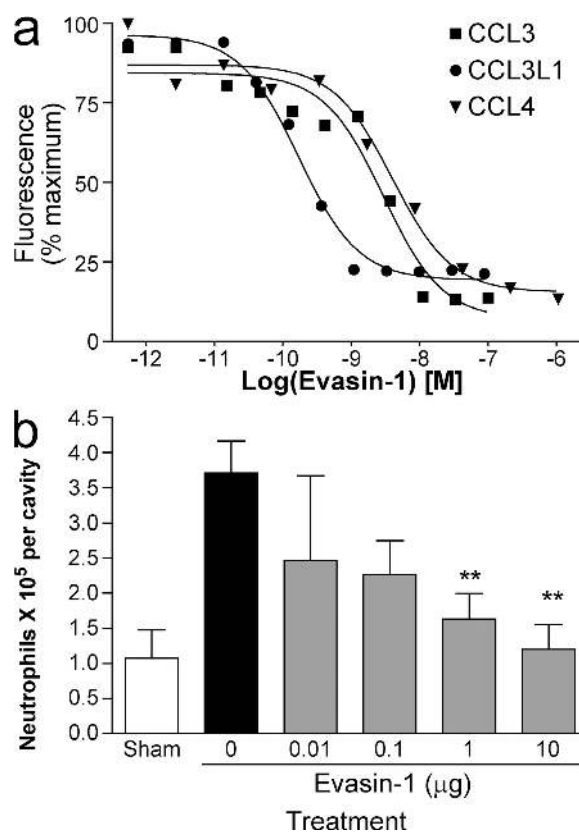 a
100
75
50
25
0
Fluorescence
(% maximum)
CCL3
CCL3L1
CCL4
-12 -11 -10 -9 -8 -7 -6
Log(Evasin-1) [M]
b
4.5
4.0
3.5
3.0
2.5
2.0
1.5
1.0
0.5
0.0
Neutrophils X 10⁵ per cavity
** **
Sham 0 0.01 0.1 1 10
Evasin-1 (μg)
Treatment